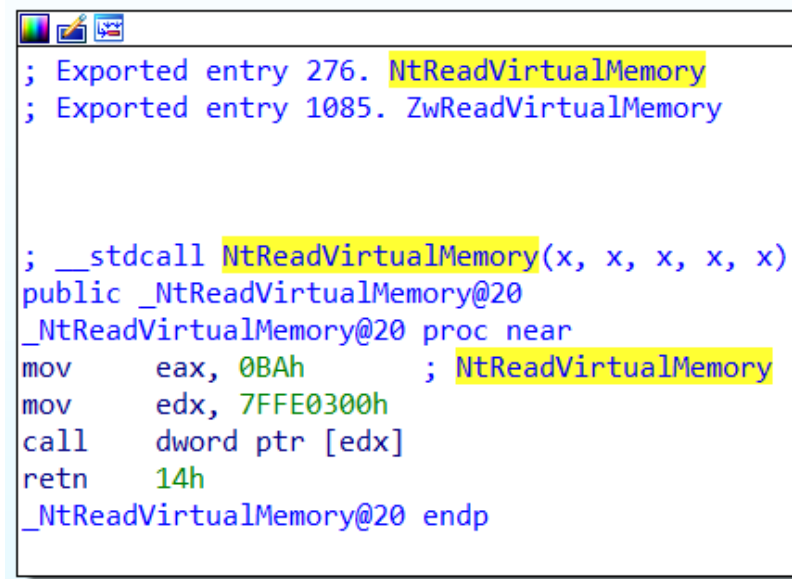 ; Exported entry 276. NtReadVirtualMemory
; Exported entry 1085. ZwReadVirtualMemory
; __stdcall NtReadVirtualMemory(x, x, x, x, x)
public _NtReadVirtualMemory@20
_NtReadVirtualMemory@20 proc near
mov     eax, 0BAh       ; NtReadVirtualMemory
mov     edx, 7FFE0300h
call    dword ptr [edx]
retn    14h
_NtReadVirtualMemory@20 endp